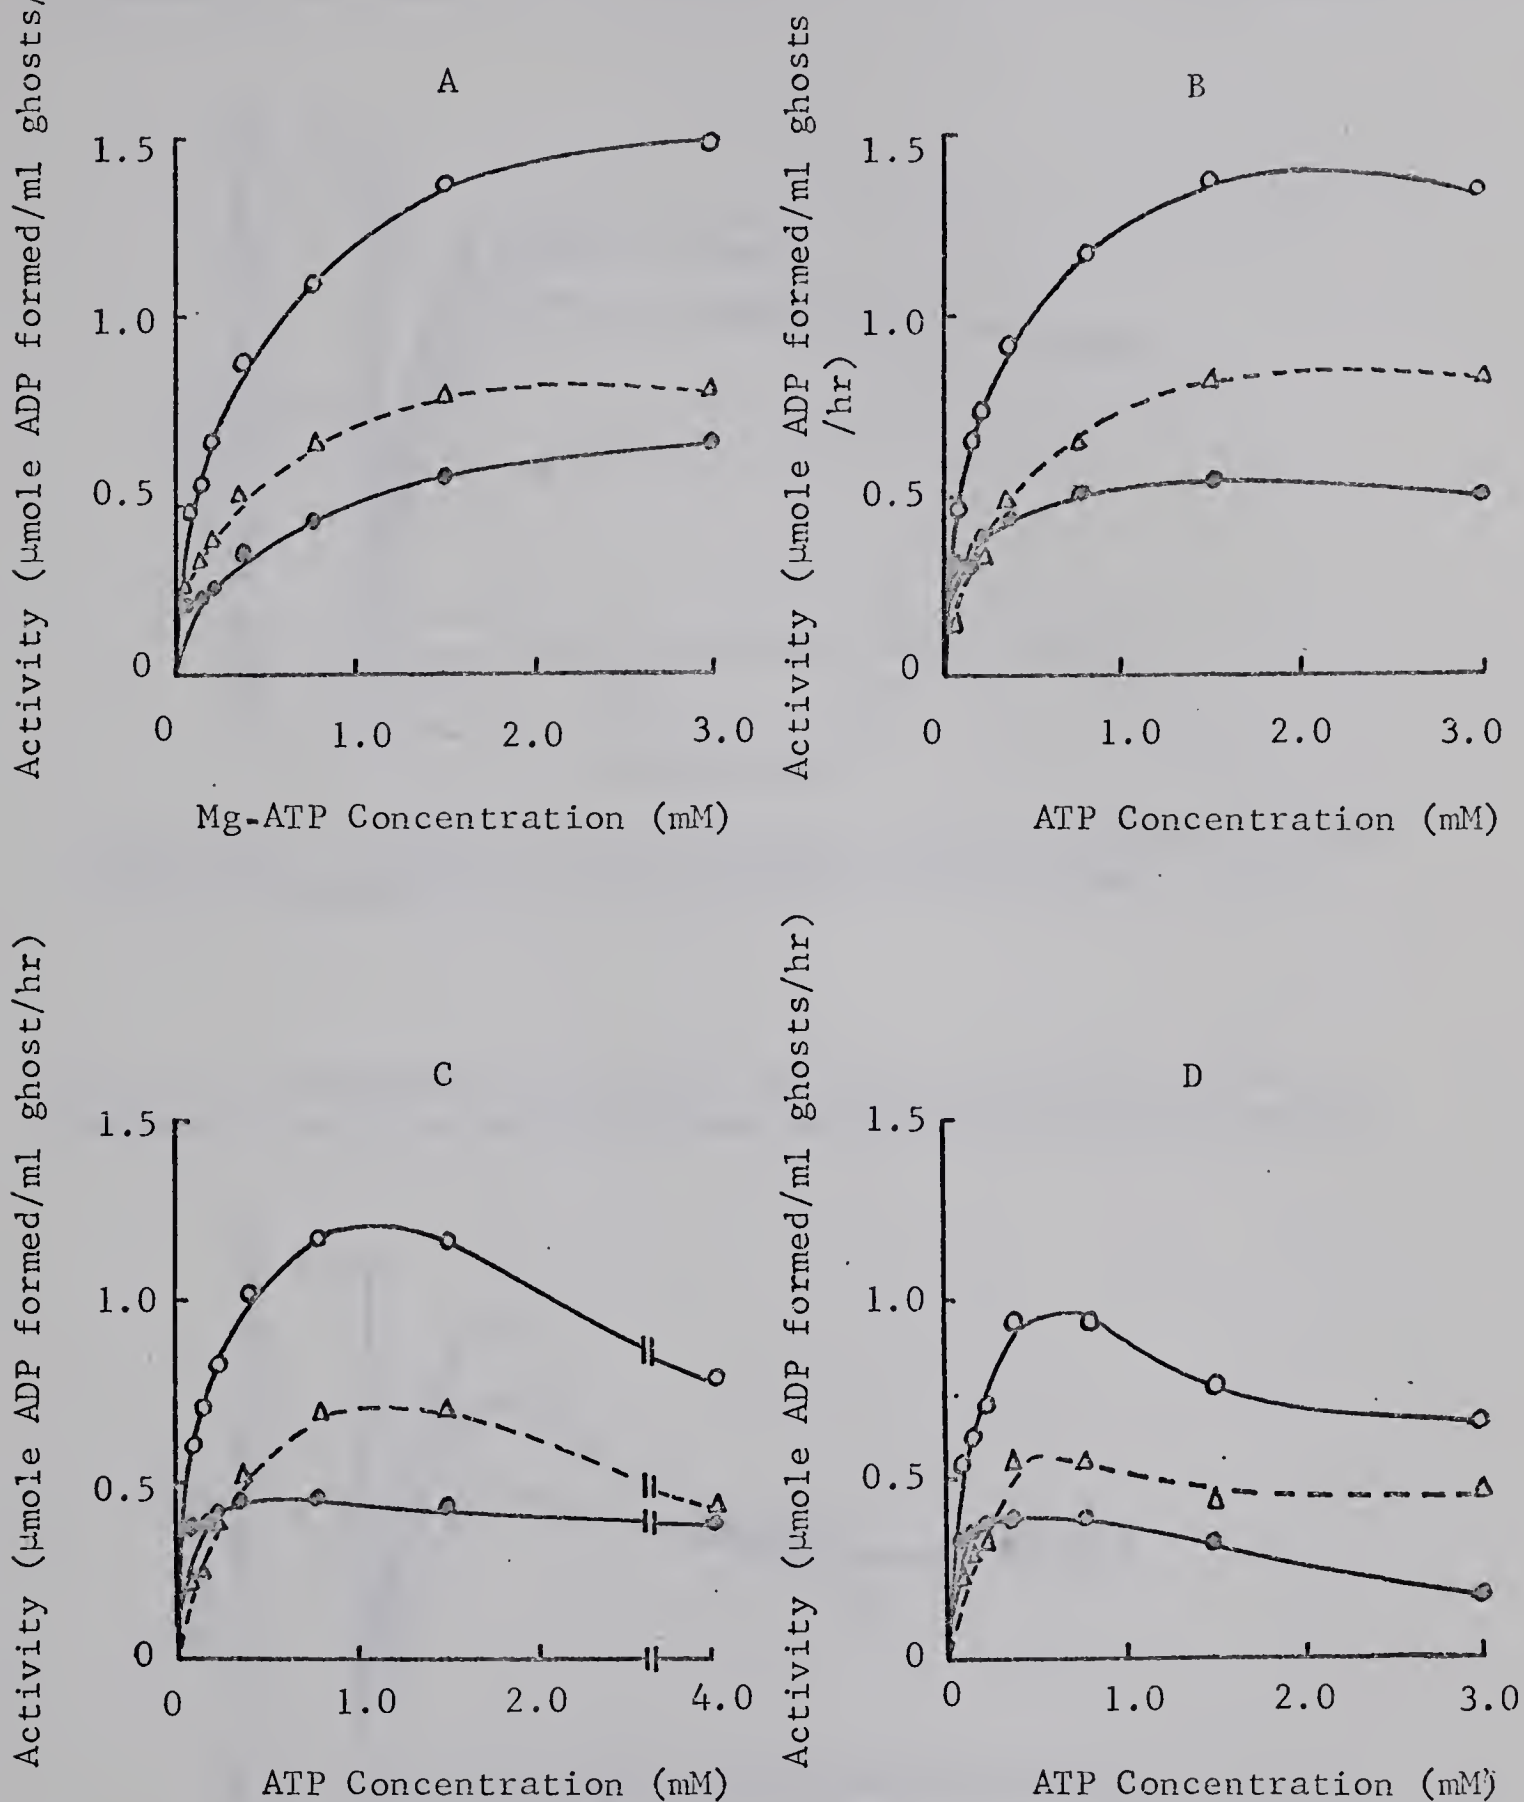 A
Activity (μmole ADP formed/ml ghosts/
1.5
1.0
0.5
0
0 1.0 2.0 3.0
Mg-ATP Concentration (mM)
B
Activity (μmole ADP formed/ml ghosts
/hr)
1.5
1.0
0.5
0
0 1.0 2.0 3.0
ATP Concentration (mM)
C
Activity (μmole ADP formed/ml ghost/hr)
1.5
1.0
0.5
0
0 1.0 2.0 4.0
ATP Concentration (mM)
D
Activity (μmole ADP formed/ml ghosts/hr)
1.5
1.0
0.5
0
0 1.0 2.0 3.0
ATP Concentration (mM)